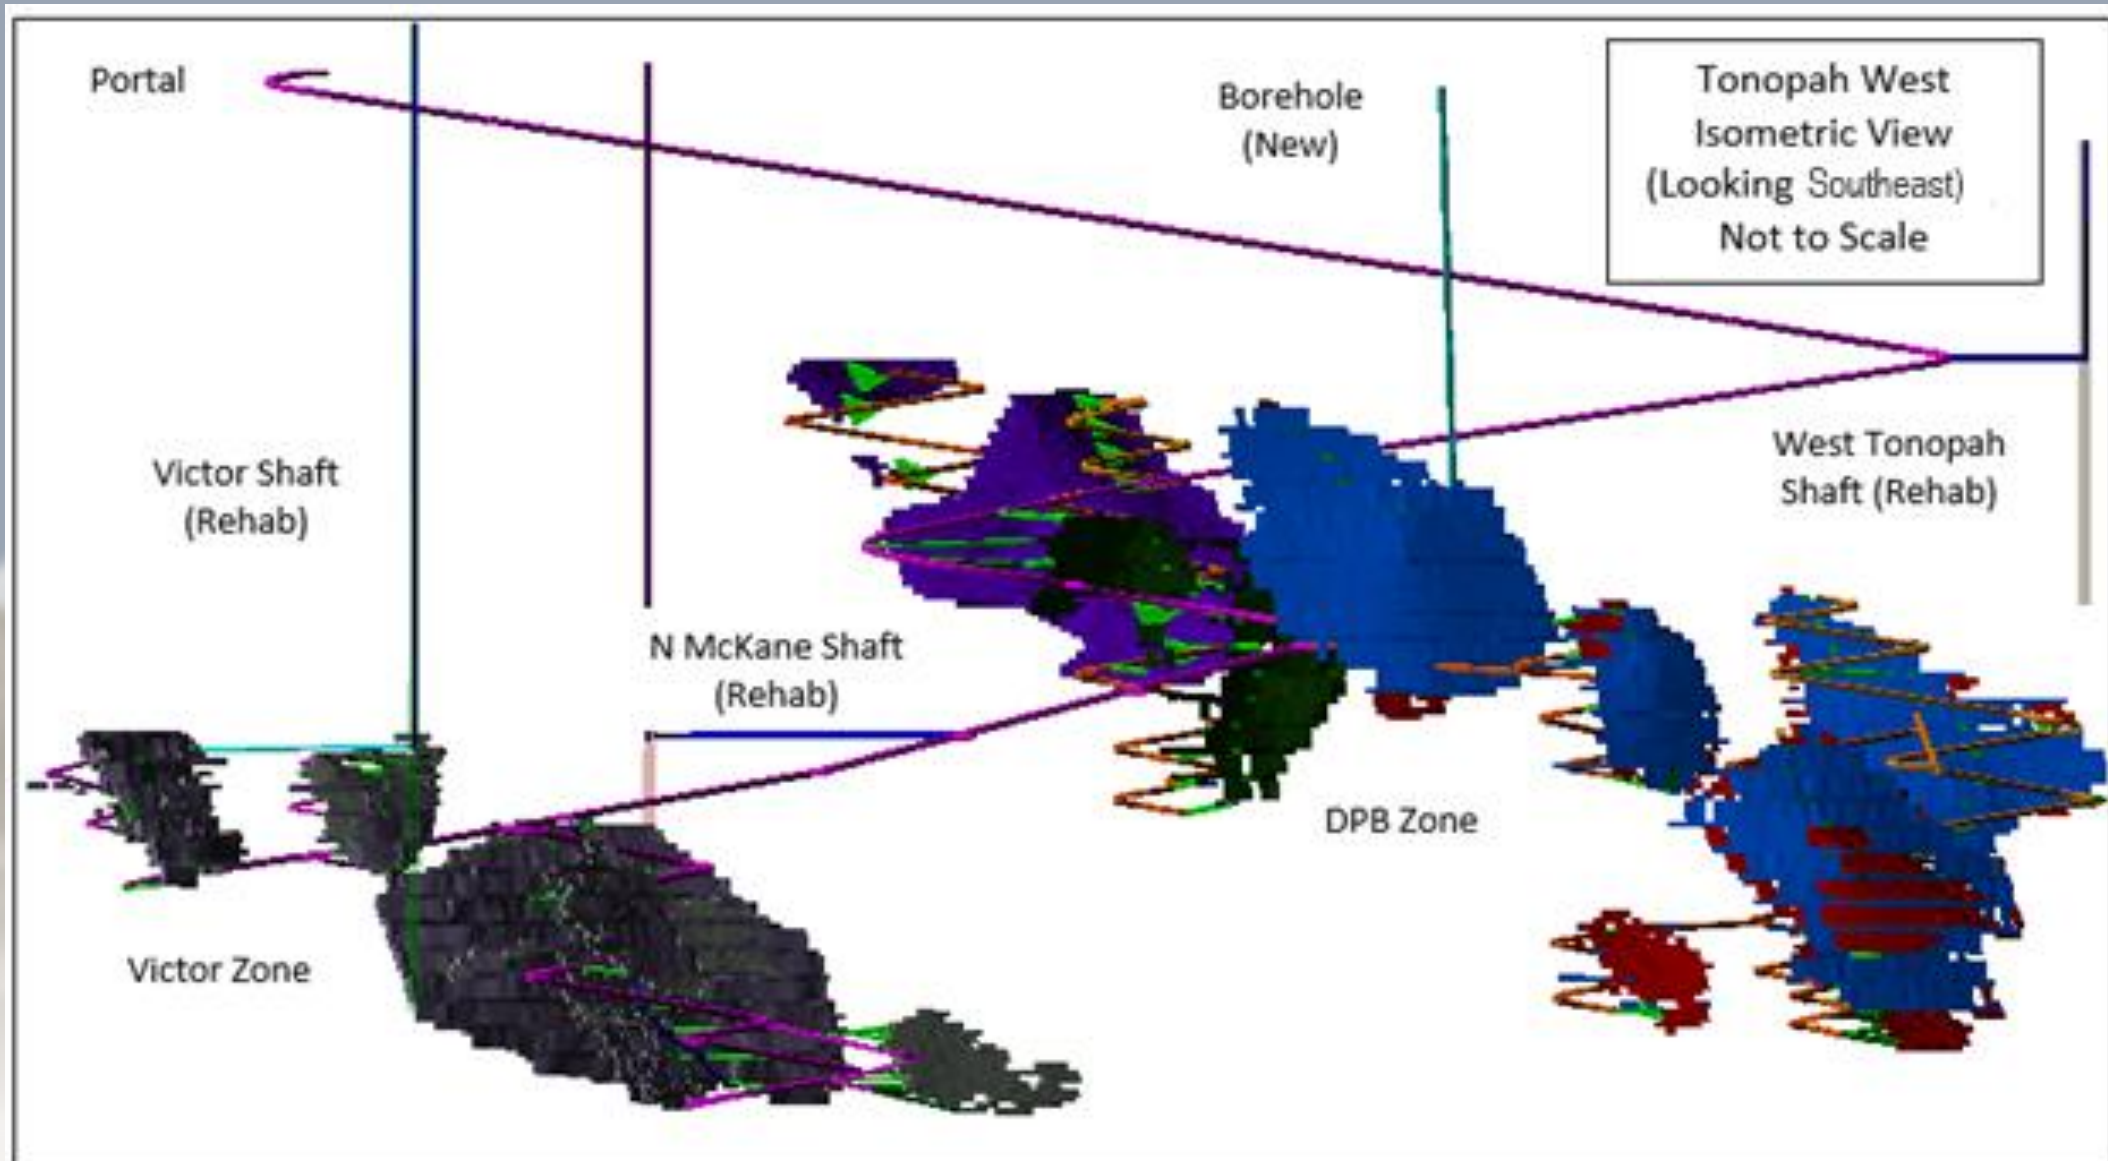 Portal
Borehole
(New)
Tonopah West
Isometric View
(Looking Southeast)
Not to Scale
Victor Shaft
(Rehab)
West Tonopah
Shaft (Rehab)
N McKane Shaft
(Rehab)
DPB Zone
Victor Zone